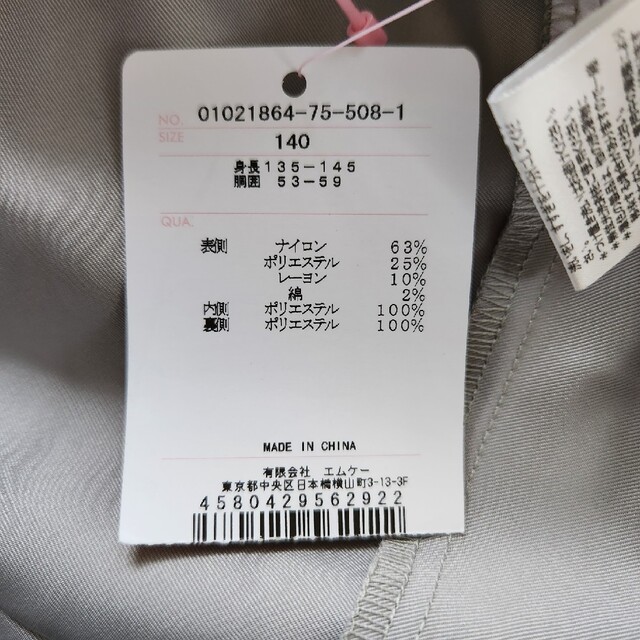 NO. 01021864-75-508-1
SIZE 140
身長135-145
胴囲 53-59
QUA.
表側 ナイロン 63%
ポリエステル 25%
レーヨン 10%
綿 2%
内側 ポリエステル 100%
裏側 ポリエステル 100%
MADE IN CHINA
有限会社 エムケー
東京都中央区日本橋横山町3-13-3F
4580429562922